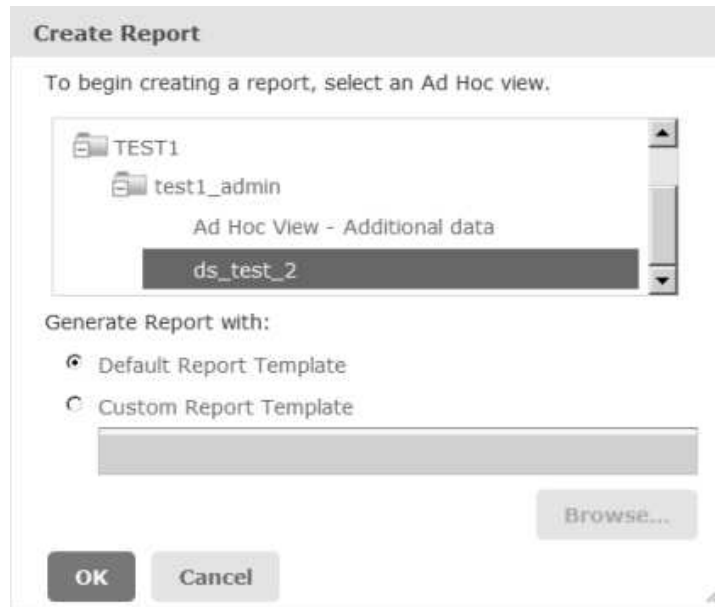 Create Report
To begin creating a report, select an Ad Hoc view.
TEST1
test1_admin
Ad Hoc View - Additional data
ds_test_2
Generate Report with:
Default Report Template
Custom Report Template
Browse...
OK Cancel